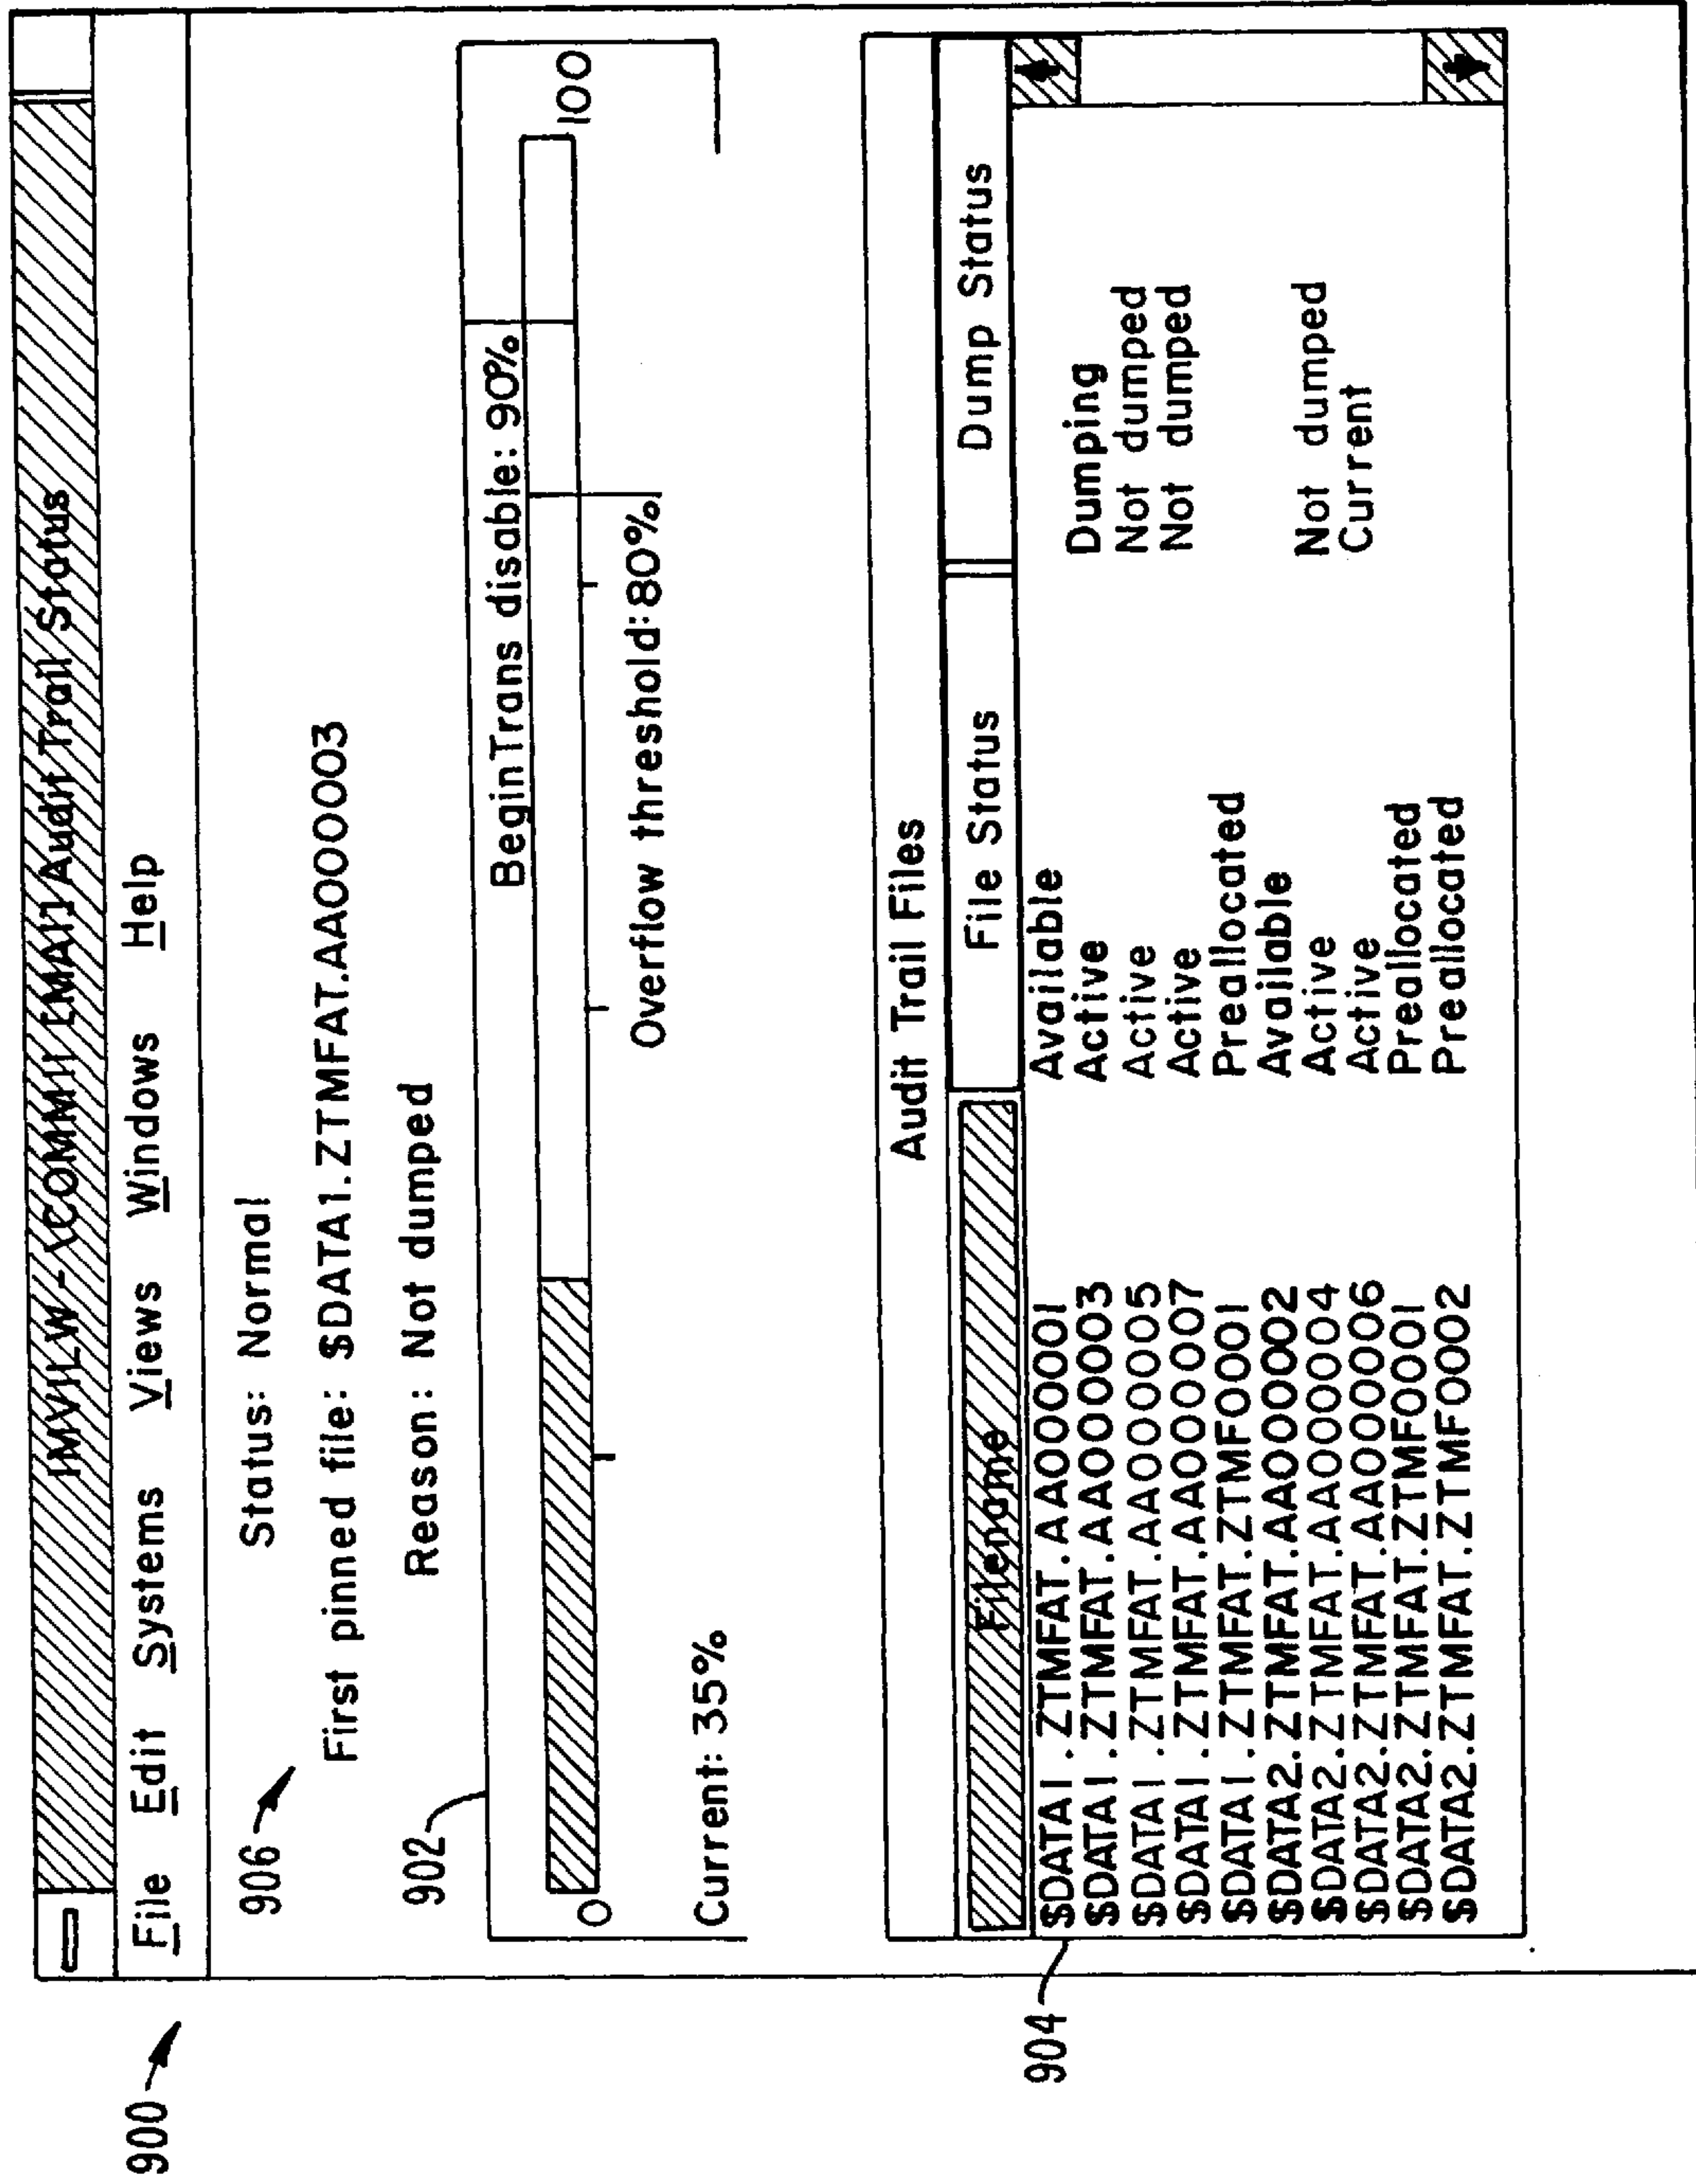 900
IMVILW - \COMM1 [MA1] Audit Trail Status
File Edit Systems Views Windows Help
906
Status: Normal
First pinned file: $DATA1.ZTMFAT.AA000003
Reason: Not dumped
902
BeginTrans disable: 90%
0 100
Overflow threshold: 80%
Current: 35%
904
Audit Trail Files
Filename File Status Dump Status
$DATA1.ZTMFAT.AA000001 Available
$DATA1.ZTMFAT.AA000003 Active Dumping
$DATA1.ZTMFAT.AA000005 Active Not dumped
$DATA1.ZTMFAT.AA000007 Active Not dumped
$DATA1.ZTMFAT.ZTMF0001 Preallocated
$DATA2.ZTMFAT.AA000002 Available
$DATA2.ZTMFAT.AA000004 Active Not dumped
$DATA2.ZTMFAT.AA000006 Active Current
$DATA2.ZTMFAT.ZTMF0001 Preallocated
$DATA2.ZTMFAT.ZTMF0002 Preallocated